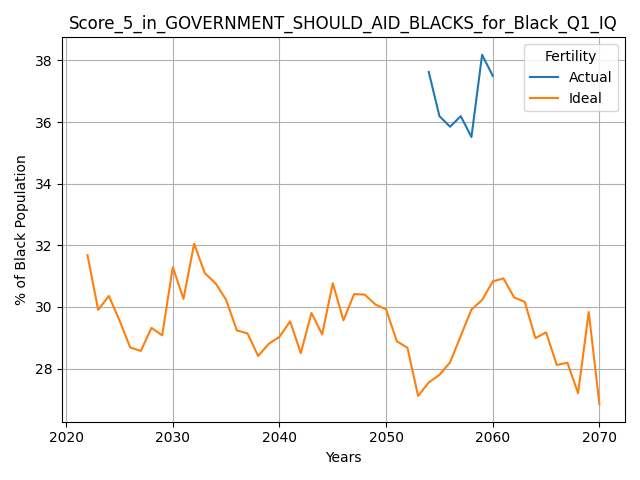 Score_5_in_GOVERNMENT_SHOULD_AID_BLACKS_for_Black_Q1_IQ
Fertility
Actual
Ideal
% of Black Population
38
36
34
32
30
28
2020
2030
2040
2050
2060
2070
Years